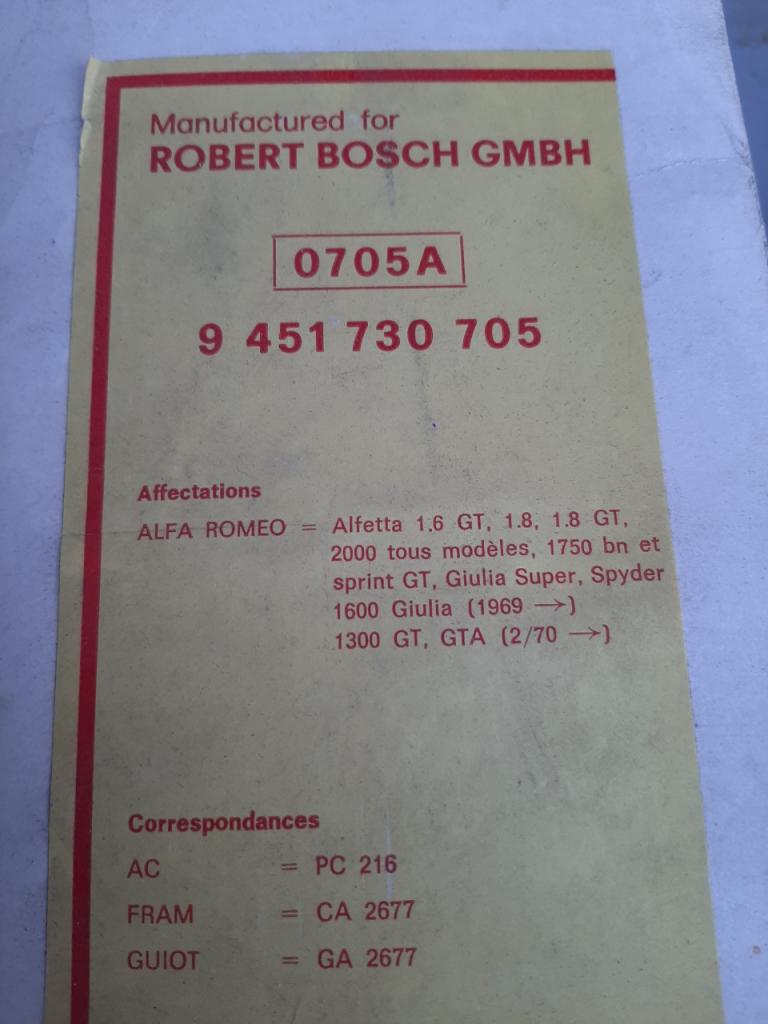 Manufactured for
ROBERT BOSCH GMBH
0705A
9 451 730 705
Affectations
ALFA ROMEO = Alfetta 1.6 GT, 1.8, 1.8 GT,
2000 tous modèles, 1750 bn et
sprint GT, Giulia Super, Spyder
1600 Giulia (1969 →)
1300 GT, GTA (2/70 →)
Correspondances
AC = PC 216
FRAM = CA 2677
GUIOT = GA 2677